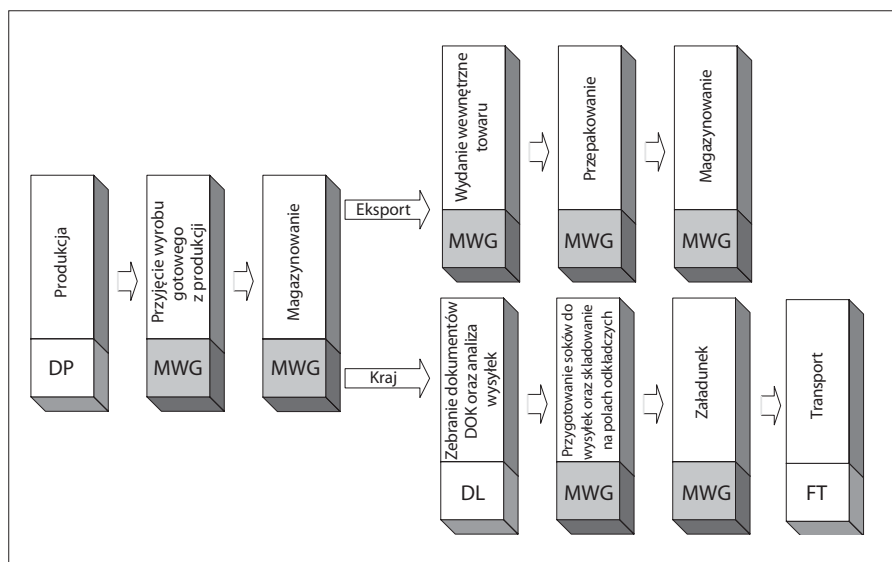 Produkcja
DP
Przyjęcie wyrobu
gotowego
z produkcji
MWG
Magazynowanie
MWG
Eksport
Wydanie wewnętrzne
towaru
MWG
Przepakowanie
MWG
Magazynowanie
MWG
Kraj
Zebranie dokumentów
DOK oraz analiza
wysyłek
DL
Przygotowanie soków do
wysyłek oraz składowanie
na polach odkładczych
MWG
Załadunek
MWG
Transport
FT